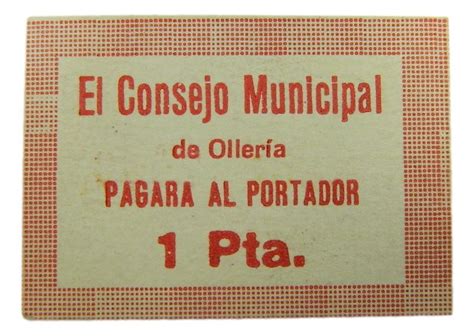 El Consejo Municipal
de Ollería
PAGARA AL PORTADOR
1 Pta.